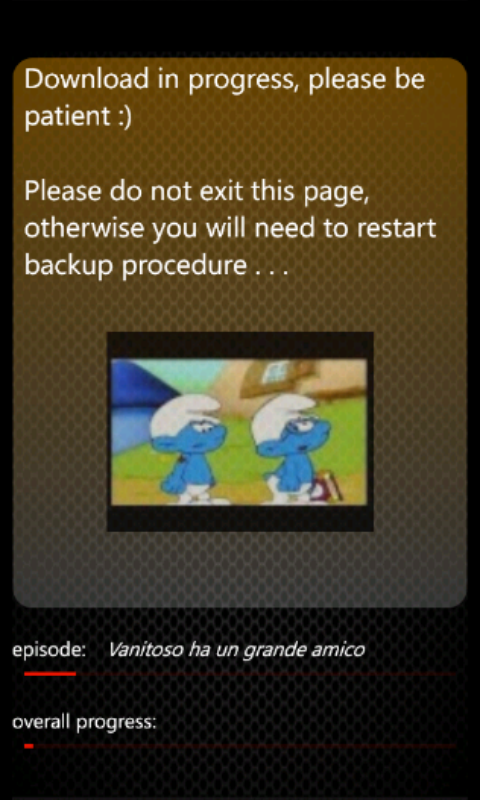 Download in progress, please be
patient :)
Please do not exit this page,
otherwise you will need to restart
backup procedure . . .
episode: Vanitoso ha un grande amico
overall progress: